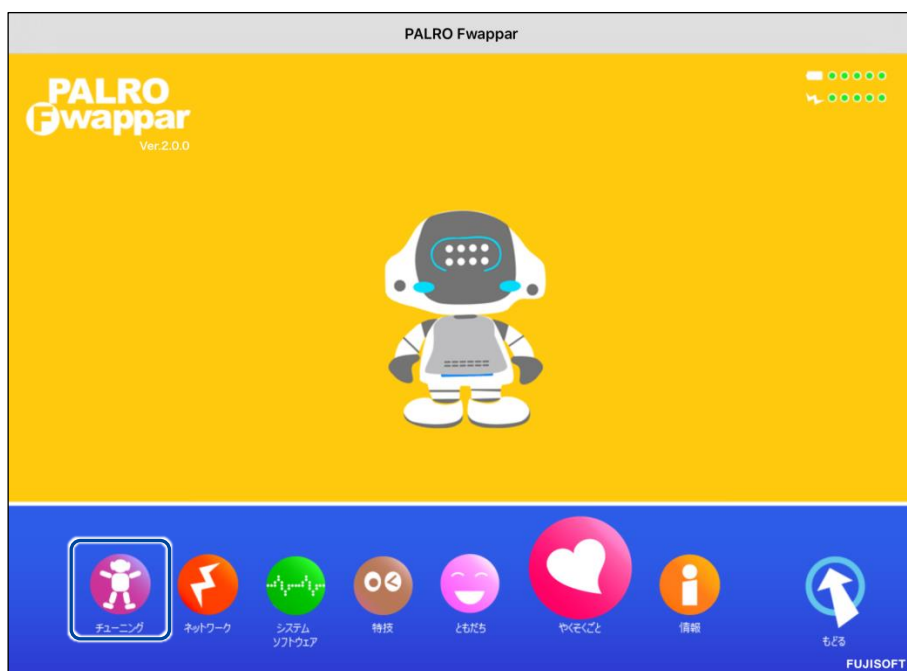 PALRO Fwappar
PALRO
Fwappar
Ver.2.0.0
チューニング
ネットワーク
システム
ソフトウェア
特技
ともだち
やくそくごと
情報
もどる
FUJISOFT